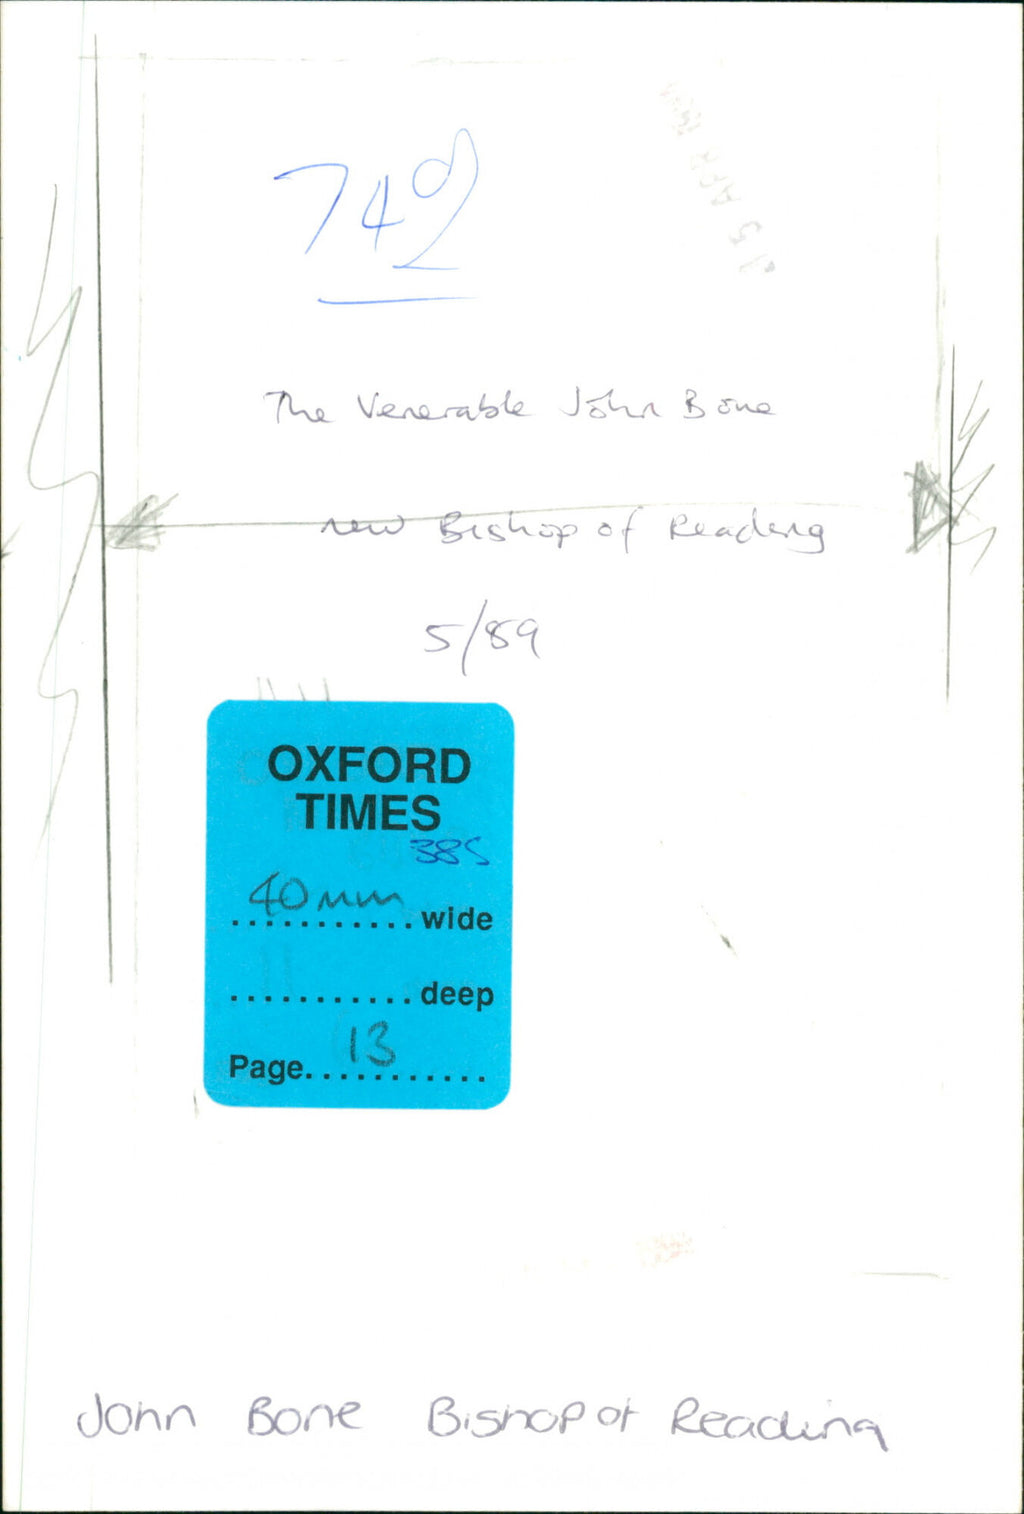 74
The Venerable John Bone
new Bishop of Reading
5/89
OXFORD
TIMES
385
40mm wide
........... deep
Page 13
John Bone Bishop of Reading